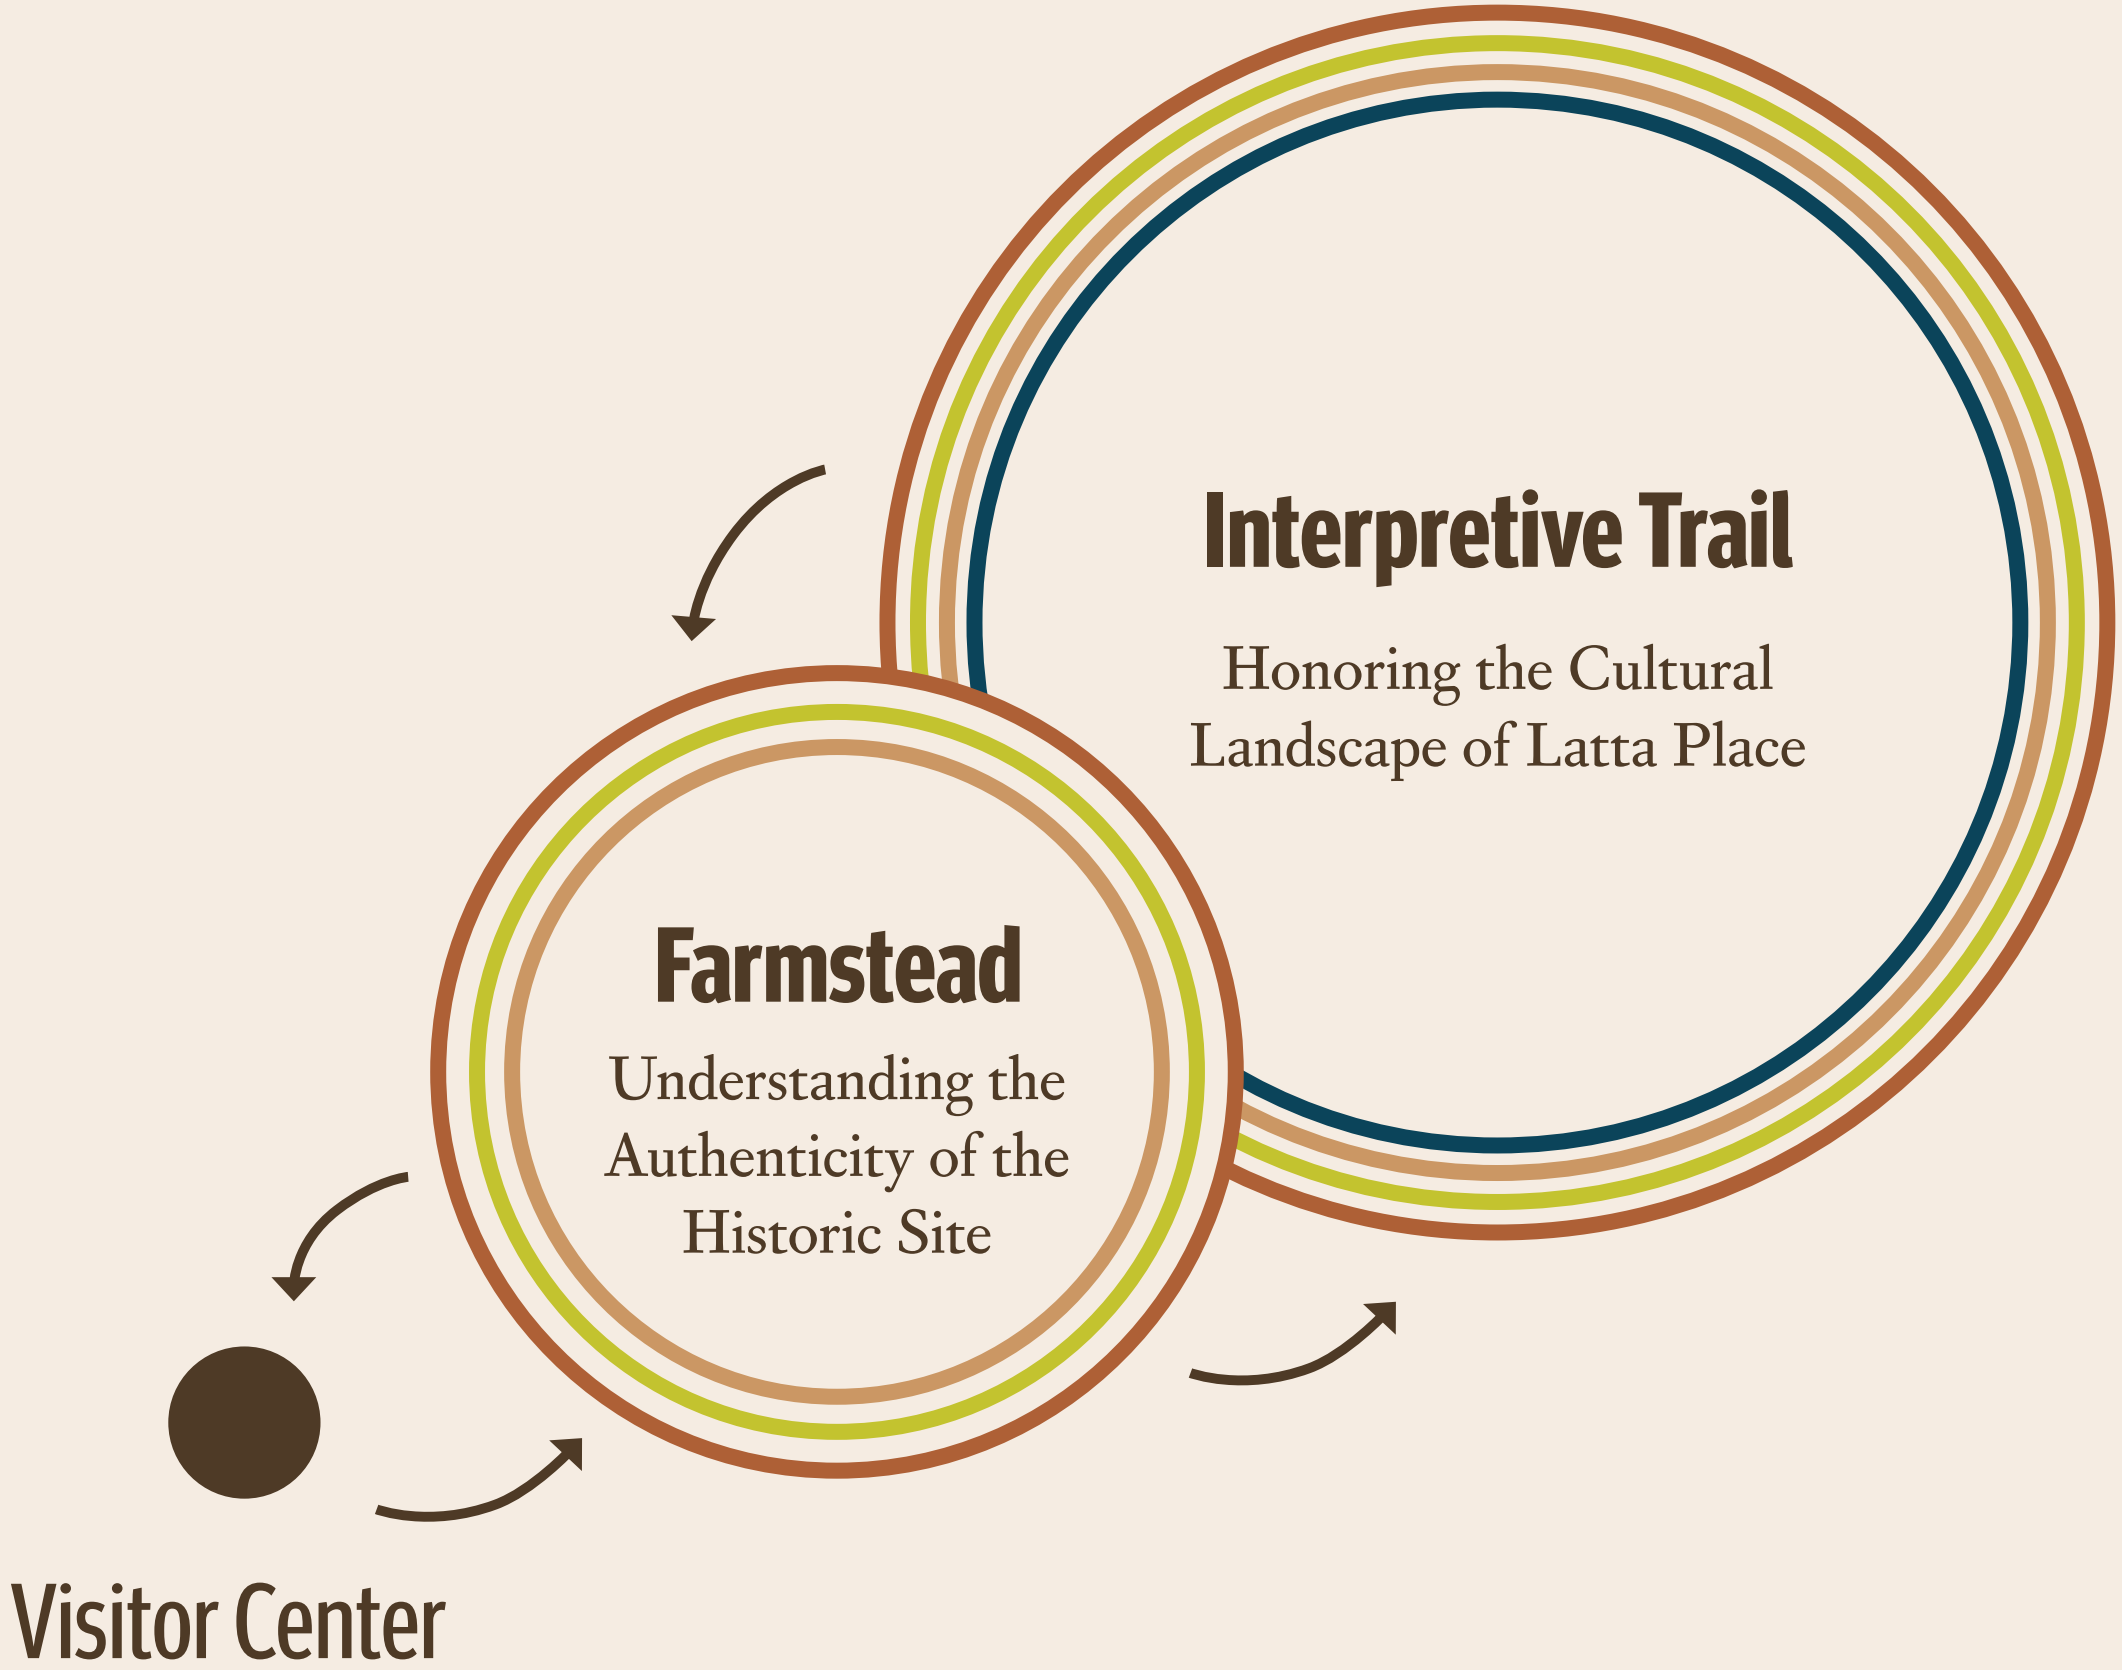 Interpretive Trail
Honoring the Cultural
Landscape of Latta Place
Farmstead
Understanding the
Authenticity of the
Historic Site
Visitor Center